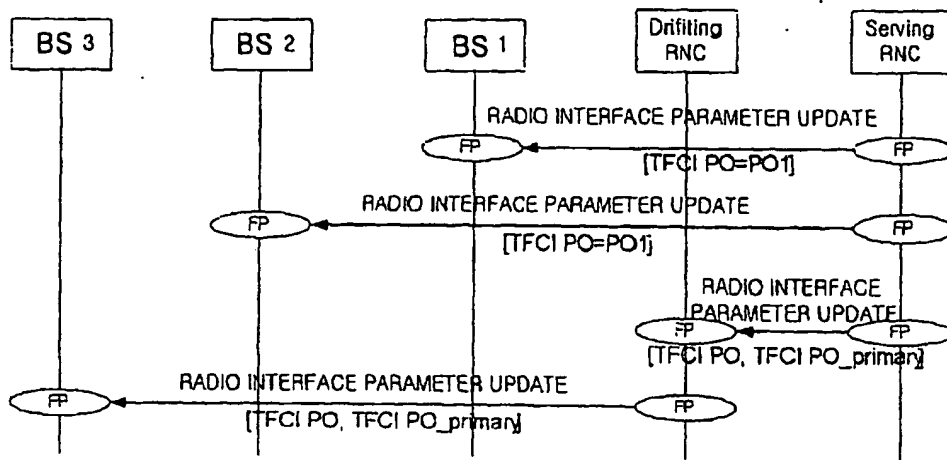 BS 3
BS 2
BS 1
Drifiting
RNC
Serving
RNC
RADIO INTERFACE PARAMETER UPDATE
FP
FP
[TFCI PO=PO1]
RADIO INTERFACE PARAMETER UPDATE
FP
FP
[TFCI PO=PO1]
RADIO INTERFACE
PARAMETER UPDATE
FP
FP
[TFCI PO, TFCI PO_primary]
RADIO INTERFACE PARAMETER UPDATE
FP
FP
[TFCI PO, TFCI PO_primary]